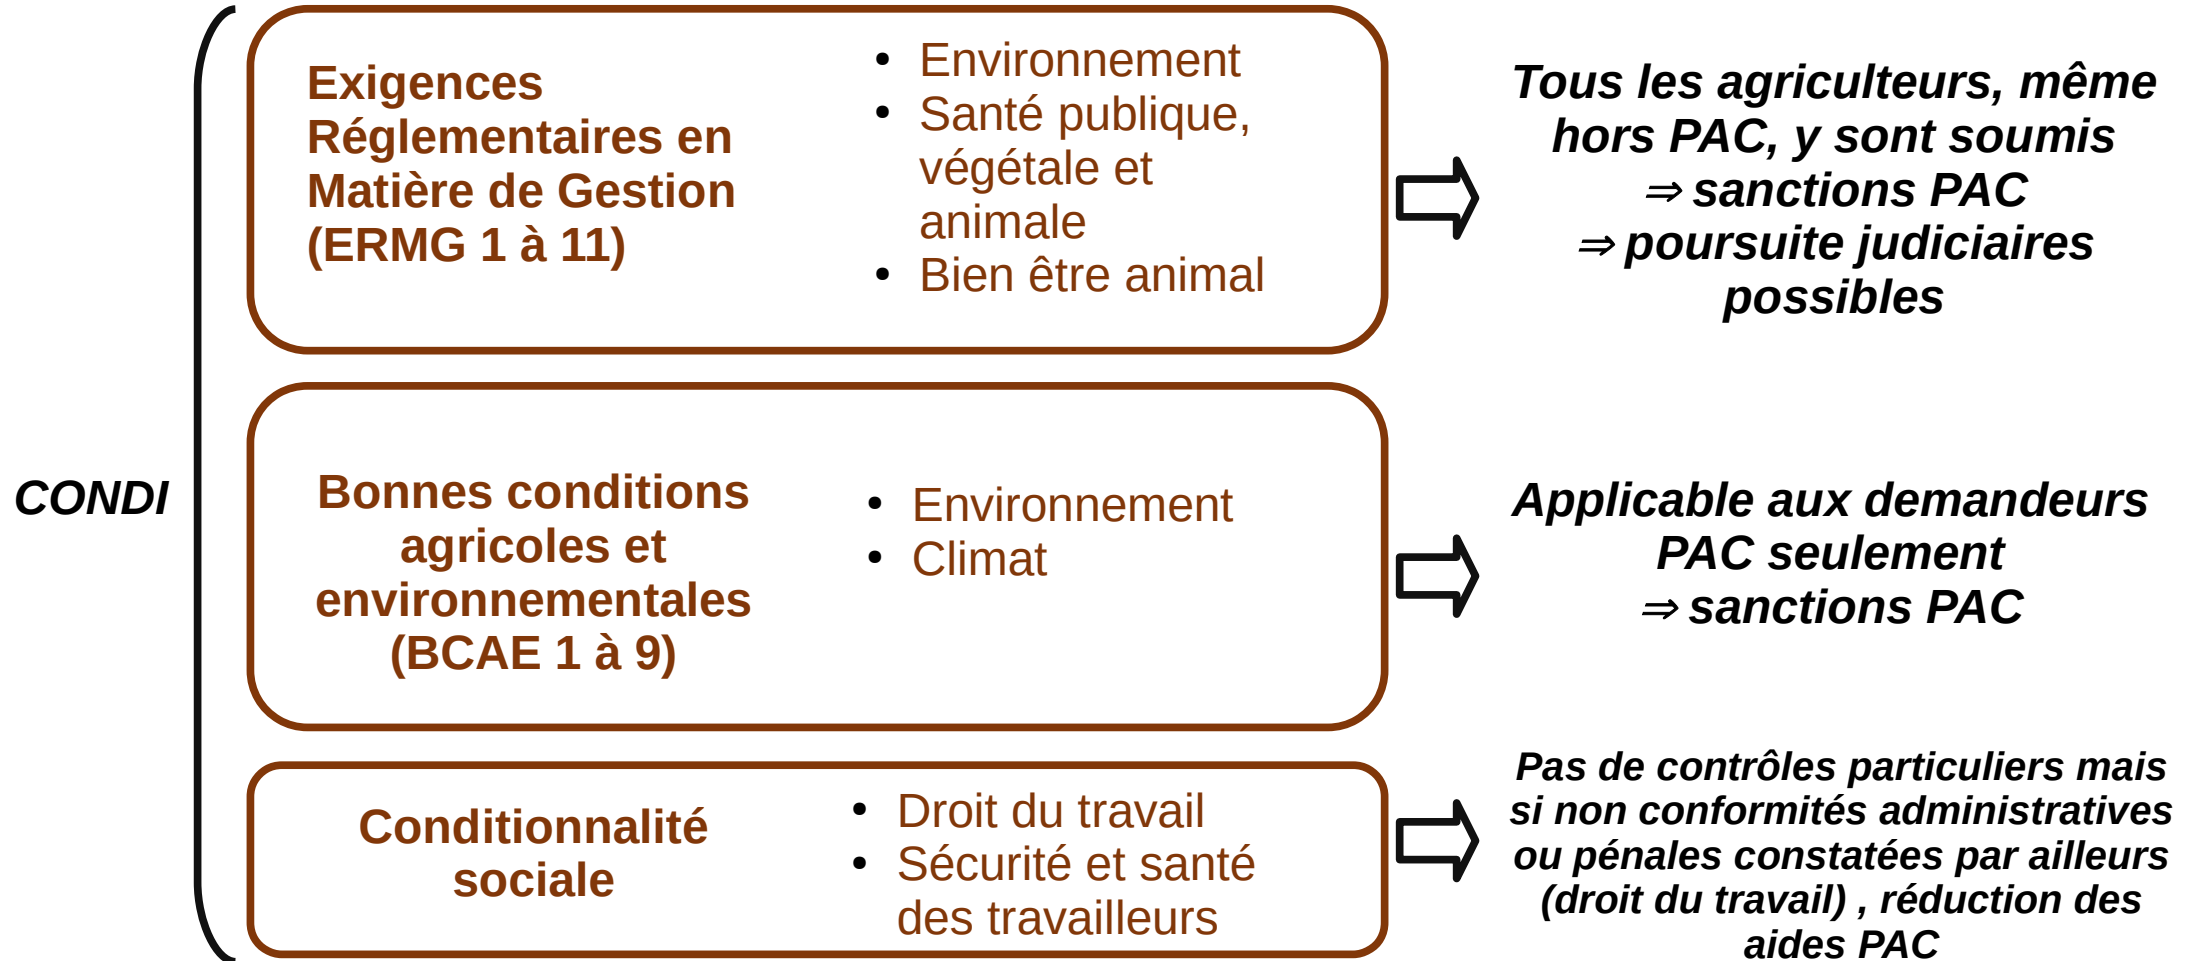 CONDI
Exigences
Réglementaires en
Matière de Gestion
(ERMG 1 à 11)
• Environnement
• Santé publique,
végétale et
animale
• Bien être animal
Tous les agriculteurs, même
hors PAC, y sont soumis
⇒ sanctions PAC
⇒ poursuite judiciaires
possibles
Bonnes conditions
agricoles et
environnementales
(BCAE 1 à 9)
• Environnement
• Climat
Applicable aux demandeurs
PAC seulement
⇒ sanctions PAC
Conditionnalité
sociale
• Droit du travail
• Sécurité et santé
des travailleurs
Pas de contrôles particuliers mais
si non conformités administratives
ou pénales constatées par ailleurs
(droit du travail) , réduction des
aides PAC